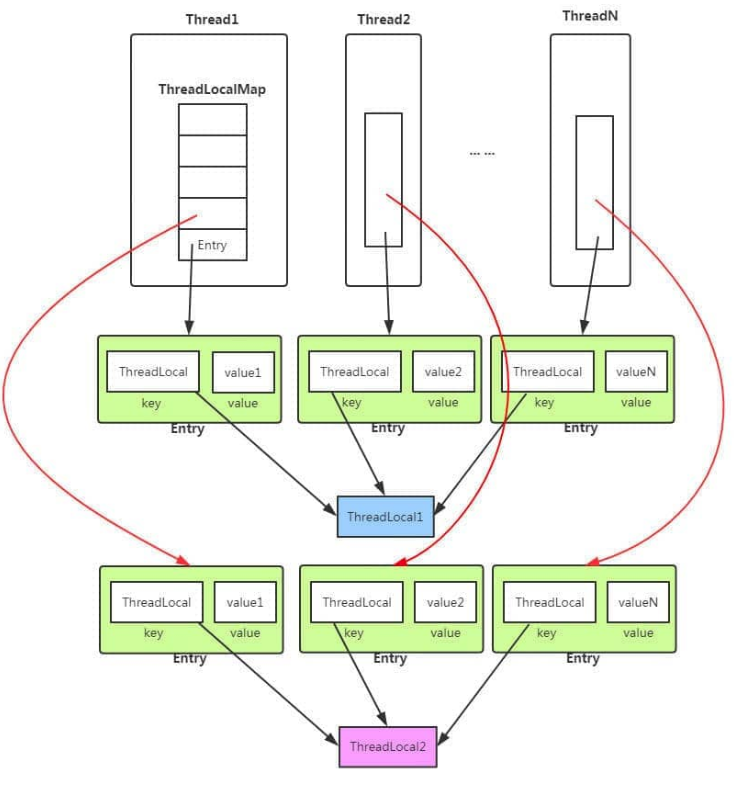 Thread1
Thread2
ThreadN
ThreadLocalMap
... ...
Entry
ThreadLocal value1
key value
Entry
ThreadLocal value2
key value
Entry
ThreadLocal valueN
key value
Entry
ThreadLocal1
ThreadLocal value1
key value
Entry
ThreadLocal value2
key value
Entry
ThreadLocal valueN
key value
Entry
ThreadLocal2